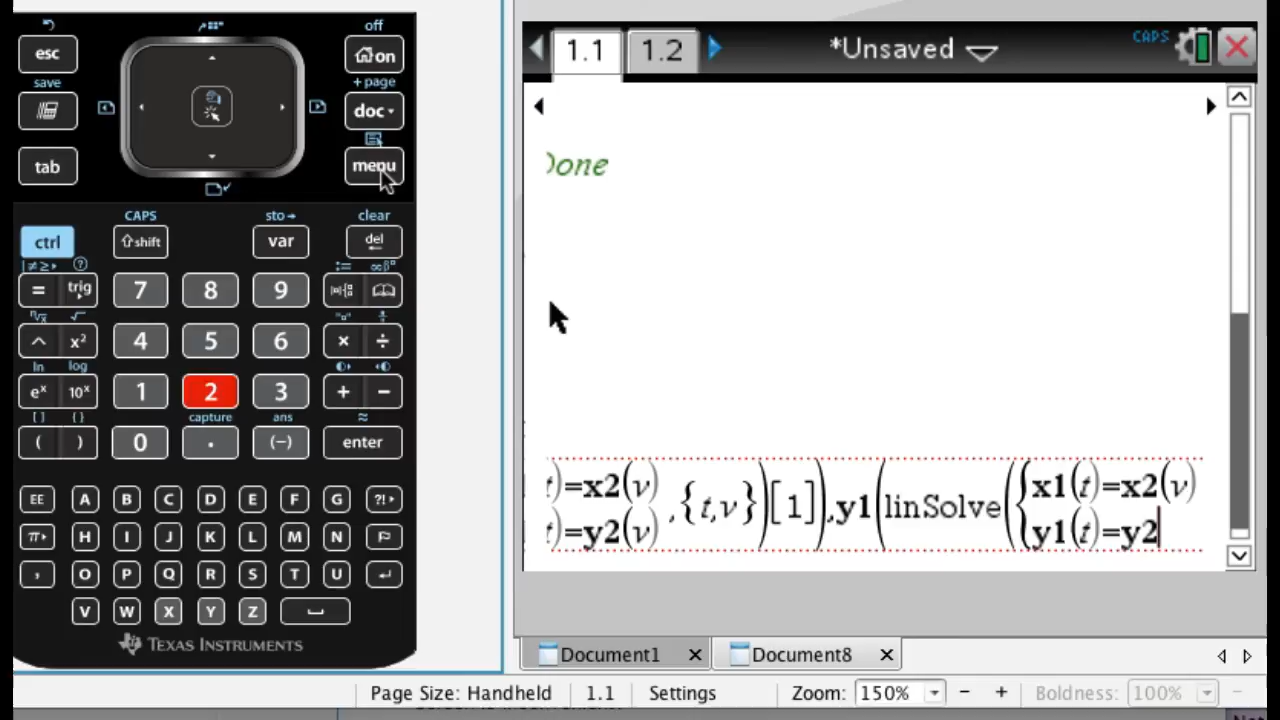 off
esc
on
save
+ page
doc
tab
menu
CAPS
sto→
clear
ctrl
shift
var
del
|≠≥▸
:=
∞β°
=
trig
7
8
9
ⁿ√x
√
4
5
6
^
x²
×
÷
ln
log
eˣ
10ˣ
1
2
3
+
−
[ ]
{ }
capture
ans
≈
(
)
0
.
(−)
enter
EE
A
B
C
D
E
F
G
?!▸
π▸
H
I
J
K
L
M
N
,
O
P
Q
R
S
T
U
V
W
X
Y
Z
TEXAS INSTRUMENTS
1.1
1.2
*Unsaved
CAPS
Done
t)=x2(v)
t)=y2(v)
,{t,v})[1]),y1(linSolve({
x1(t)=x2(v)
y1(t)=y2
Document1
Document8
Page Size: Handheld
1.1
Settings
Zoom:
150%
− +
Boldness:
100%